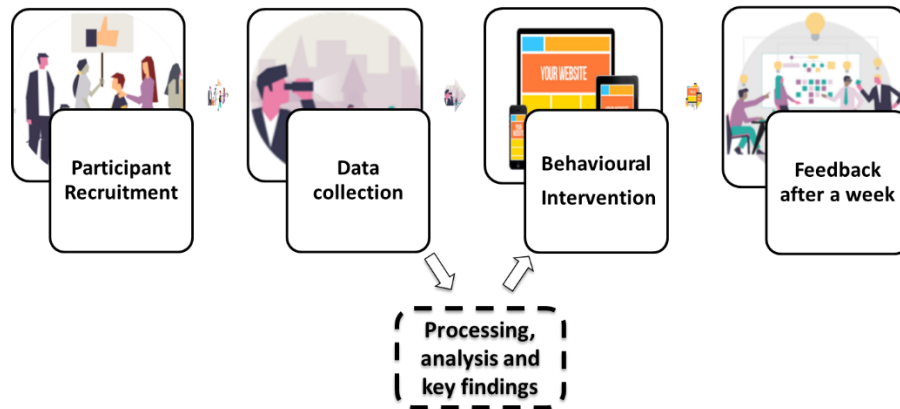 Participant
Recruitment
Data
collection
YOUR WEBSITE
Behavioural
Intervention
Feedback
after a week
Processing,
analysis and
key findings